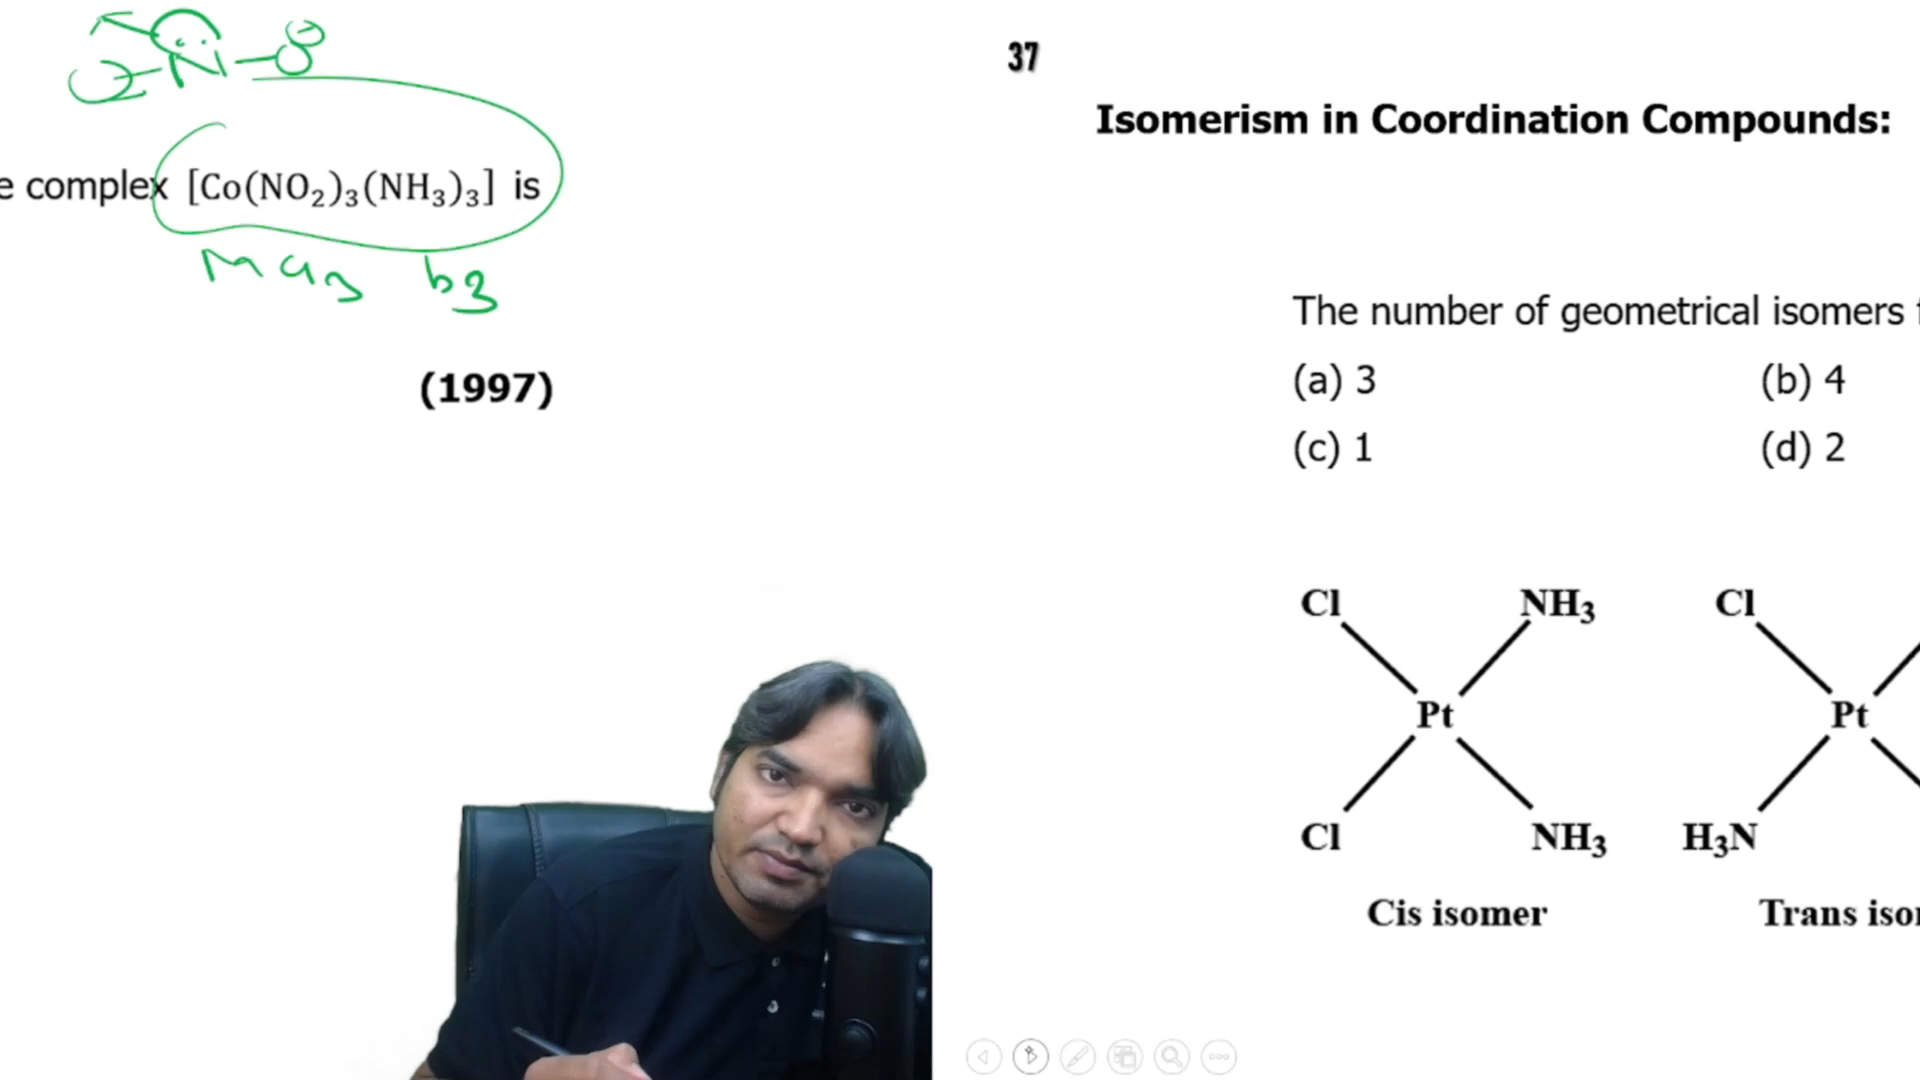 O=N-O
e complex [Co(NO₂)₃(NH₃)₃] is
Ma₃ b₃
(1997)
37
Isomerism in Coordination Compounds:
The number of geometrical isomers
(a) 3 (b) 4
(c) 1 (d) 2
Cl NH₃ Cl
Pt Pt
Cl NH₃ H₃N
Cis isomer Trans iso